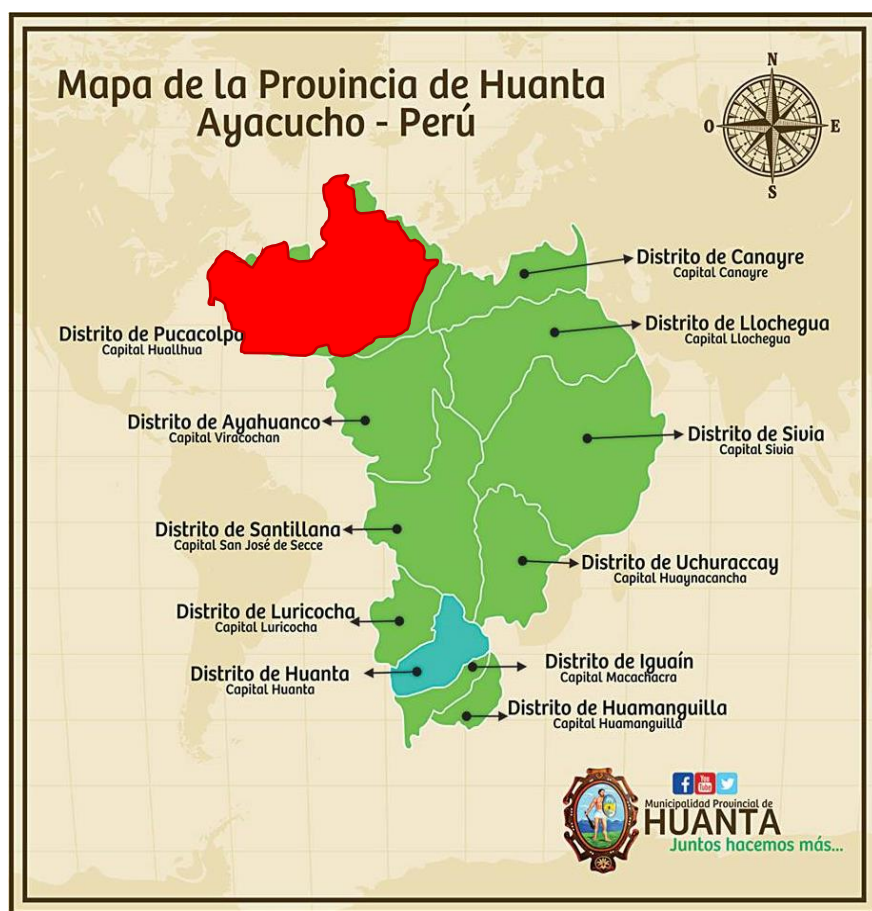 Mapa de la Provincia de Huanta
Ayacucho - Perú
N
O
E
S
Distrito de Canayre
Capital Canayre
Distrito de Pucacolpa
Capital Huallhua
Distrito de Llochegua
Capital Llochegua
Distrito de Ayahuanco
Capital Viracochan
Distrito de Sivia
Capital Sivia
Distrito de Santillana
Capital San José de Secce
Distrito de Uchuraccay
Capital Huaynacancha
Distrito de Luricocha
Capital Luricocha
Distrito de Huanta
Capital Huanta
Distrito de Iguaín
Capital Macachacra
Distrito de Huamanguilla
Capital Huamanguilla
f You Tube
Municipalidad Provincial de
HUANTA
Juntos hacemos más...